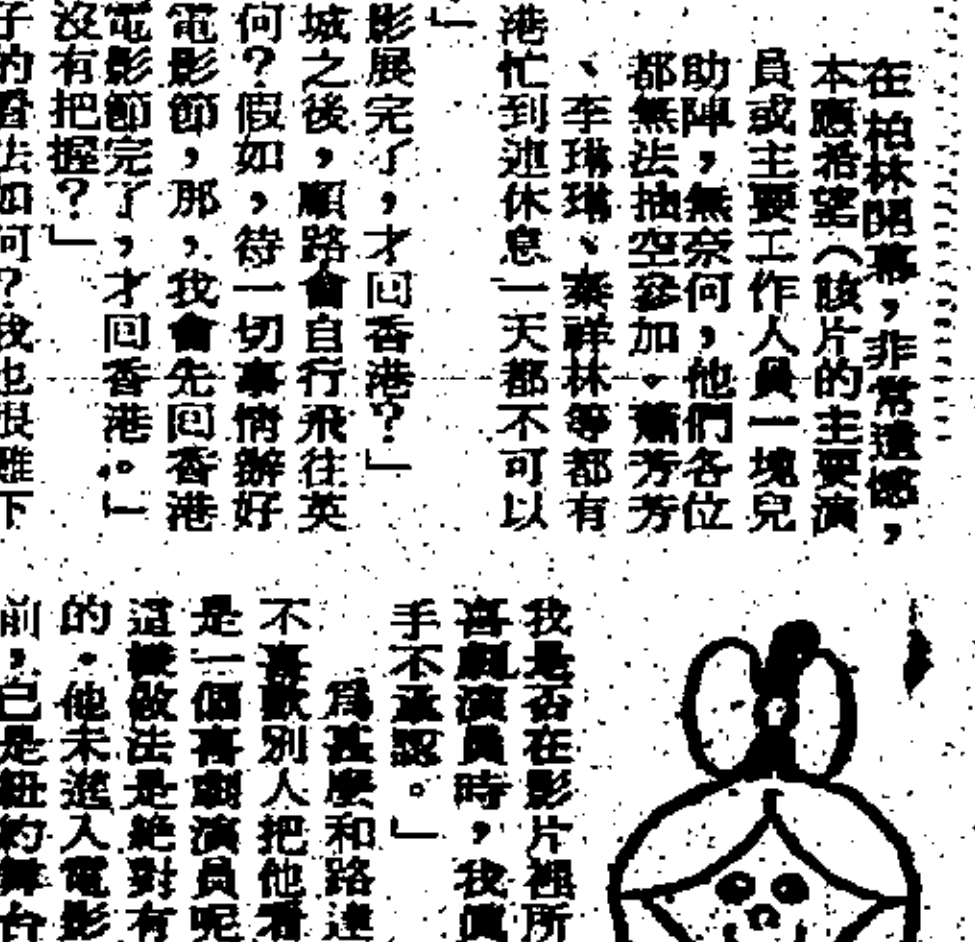 在柏林開幕，非常遺憾，
本應希望（該片的主要演
員或主要工作人員一塊兒
助陣，無奈何，他們各位
都無法抽空參加。蕭芳芳
、李琳琳、秦祥林等都有
港忙到連休息一天都不可以
」
影展完了，才回香港？」
城之後，順路會自行飛往英
何？假如，待一切事情辦好
電影節，那，我會先回香港
電影節完了，才回香港。」
沒有把握？」
子的看法如何？我也很難下
我是否在影片裡所
喜劇演員時，我眞
手不承認。」
爲甚麼和路達
不喜歡別人把他看
是一個喜劇演員呢
這樣做法是絕對有
的。他未進入電影
前，已是紐約舞台